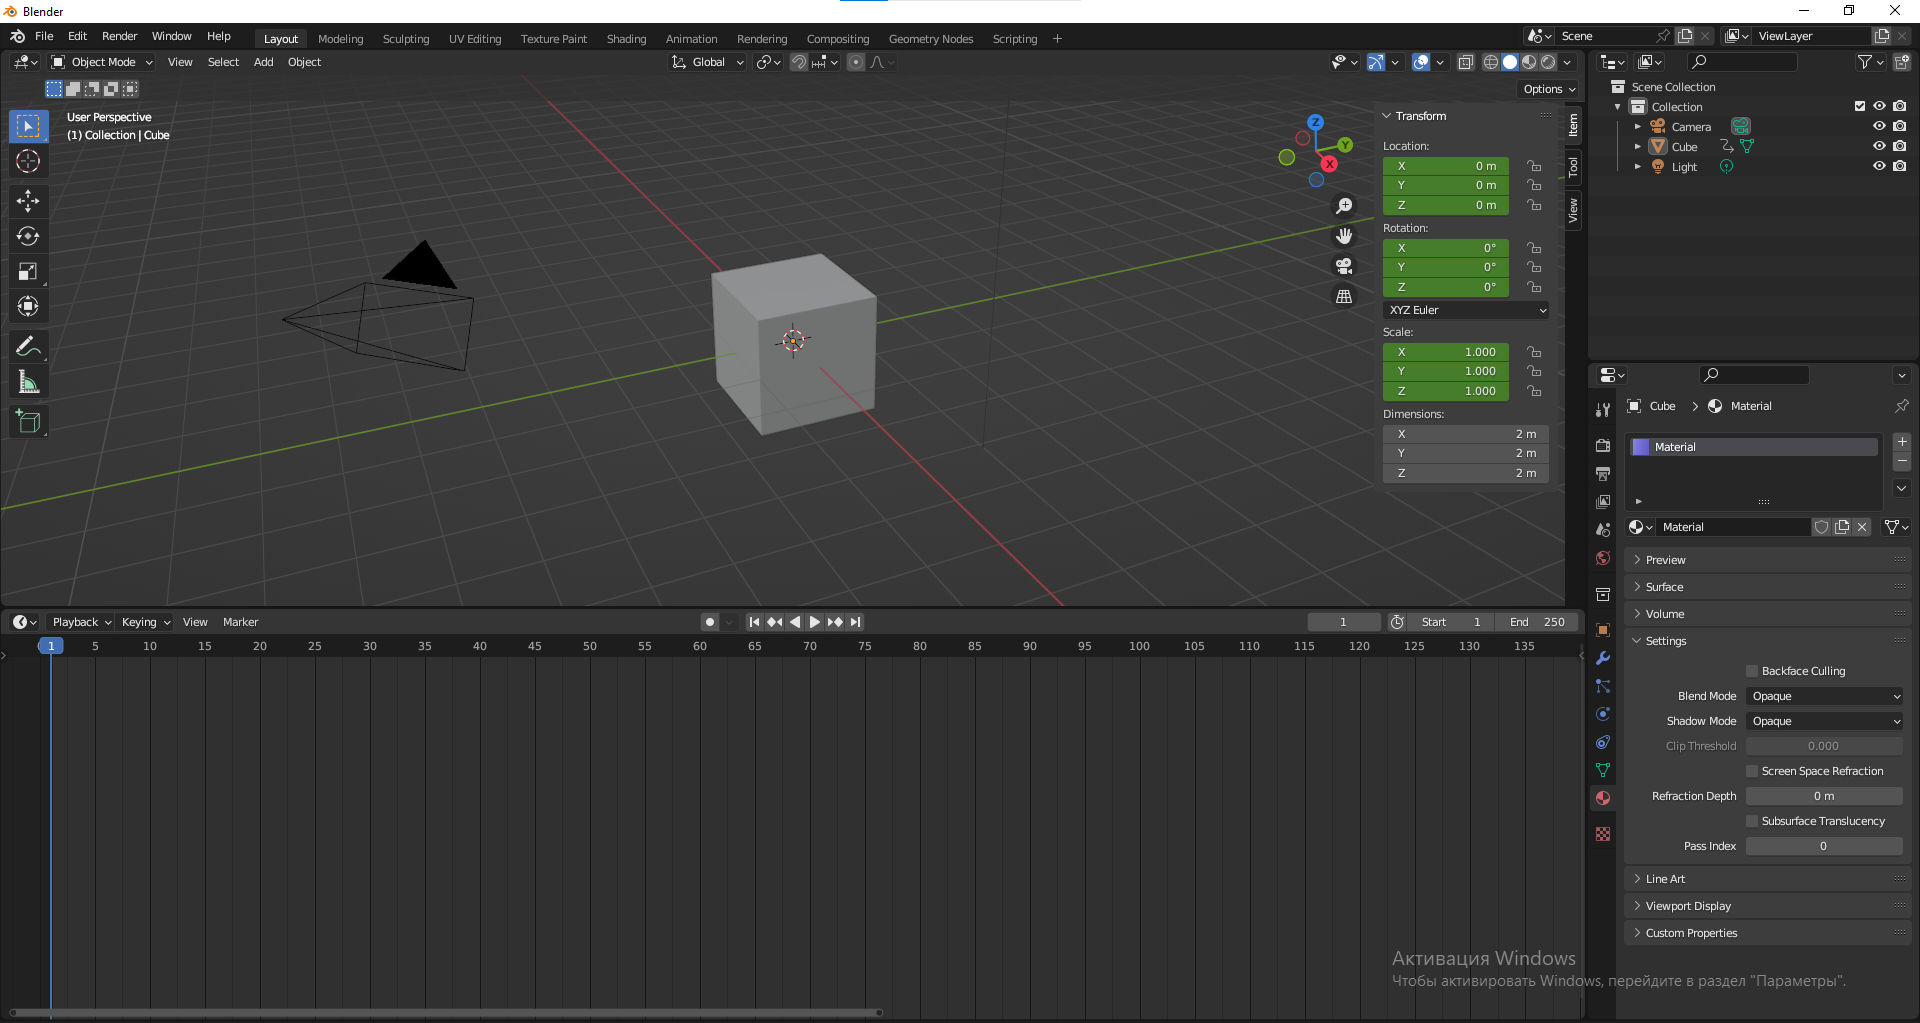 Blender
File Edit Render Window Help Layout Modeling Sculpting UV Editing Texture Paint Shading Animation Rendering Compositing Geometry Nodes Scripting + Scene ViewLayer
Object Mode View Select Add Object Global
Options
User Perspective
(1) Collection | Cube
Z
Y
X
Transform
Location:
X 0 m
Y 0 m
Z 0 m
Rotation:
X 0°
Y 0°
Z 0°
XYZ Euler
Scale:
X 1.000
Y 1.000
Z 1.000
Dimensions:
X 2 m
Y 2 m
Z 2 m
Item
Tool
View
Scene Collection
Collection
Camera
Cube
Light
Cube > Material
Material
Material
Preview
Surface
Volume
Settings
Backface Culling
Blend Mode Opaque
Shadow Mode Opaque
Clip Threshold 0.000
Screen Space Refraction
Refraction Depth 0 m
Subsurface Translucency
Pass Index 0
Line Art
Viewport Display
Custom Properties
Playback Keying View Marker 1 Start 1 End 250
1 5 10 15 20 25 30 35 40 45 50 55 60 65 70 75 80 85 90 95 100 105 110 115 120 125 130 135
Активация Windows
Чтобы активировать Windows, перейдите в раздел "Параметры".